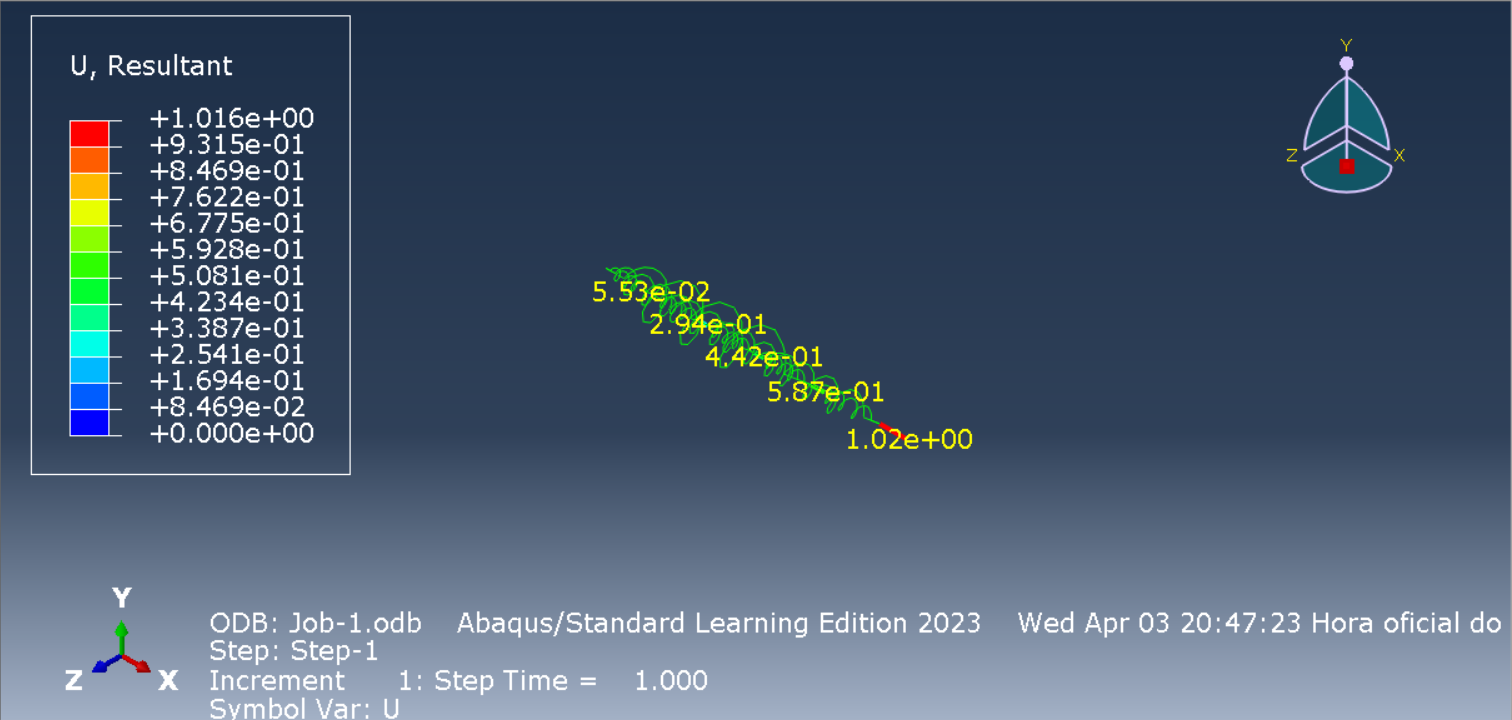 U, Resultant
+1.016e+00
+9.315e-01
+8.469e-01
+7.622e-01
+6.775e-01
+5.928e-01
+5.081e-01
+4.234e-01
+3.387e-01
+2.541e-01
+1.694e-01
+8.469e-02
+0.000e+00
Y
Z X
5.53e-02
2.94e-01
4.42e-01
5.87e-01
1.02e+00
Y
Z X
ODB: Job-1.odb Abaqus/Standard Learning Edition 2023 Wed Apr 03 20:47:23 Hora oficial do
Step: Step-1
Increment 1: Step Time = 1.000
Symbol Var: U